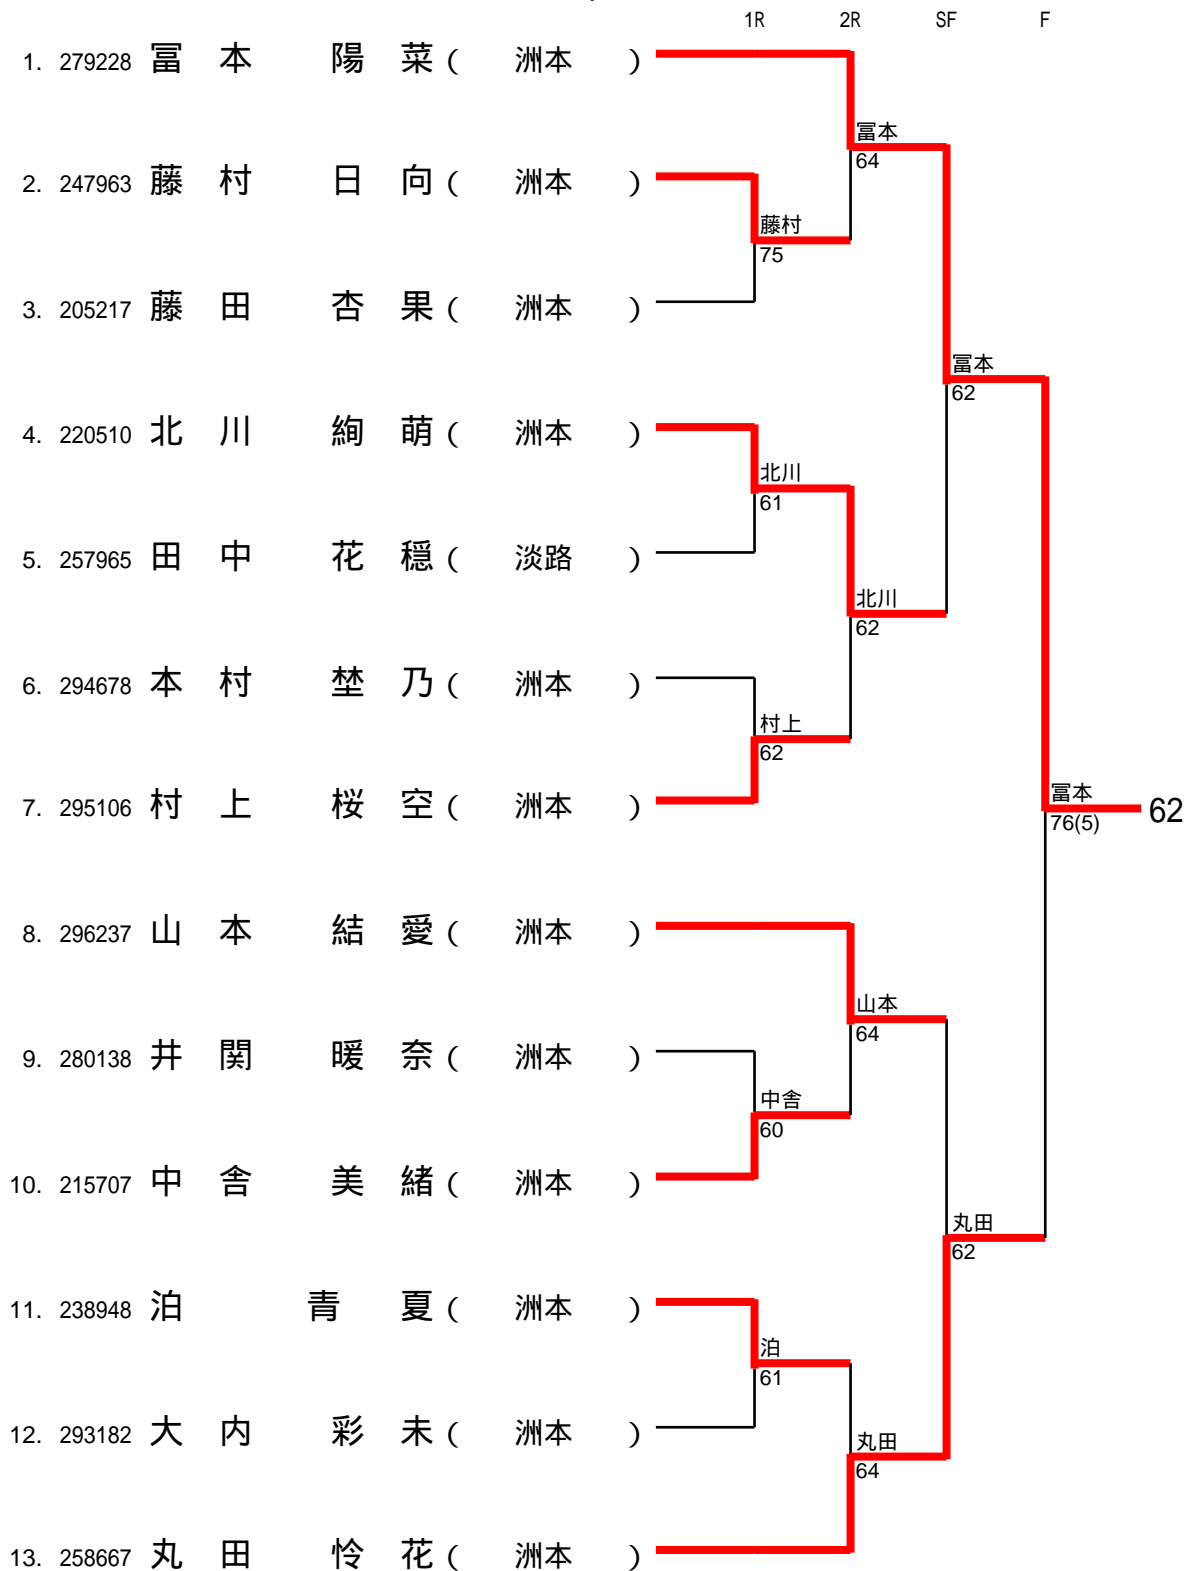 1R 2R SF F
1. 279228 冨本 陽菜 ( 洲本 )
冨本
64
2. 247963 藤村 日向 ( 洲本 )
藤村
75
3. 205217 藤田 杏果 ( 洲本 )
冨本
62
4. 220510 北川 絢萌 ( 洲本 )
北川
61
5. 257965 田中 花穏 ( 淡路 )
北川
62
6. 294678 本村 埜乃 ( 洲本 )
村上
62
7. 295106 村上 桜空 ( 洲本 )
冨本
76(5)
62
8. 296237 山本 結愛 ( 洲本 )
山本
64
9. 280138 井関 暖奈 ( 洲本 )
中舎
60
10. 215707 中舎 美緒 ( 洲本 )
丸田
62
11. 238948 泊 青夏 ( 洲本 )
泊
61
12. 293182 大内 彩未 ( 洲本 )
丸田
64
13. 258667 丸田 怜花 ( 洲本 )